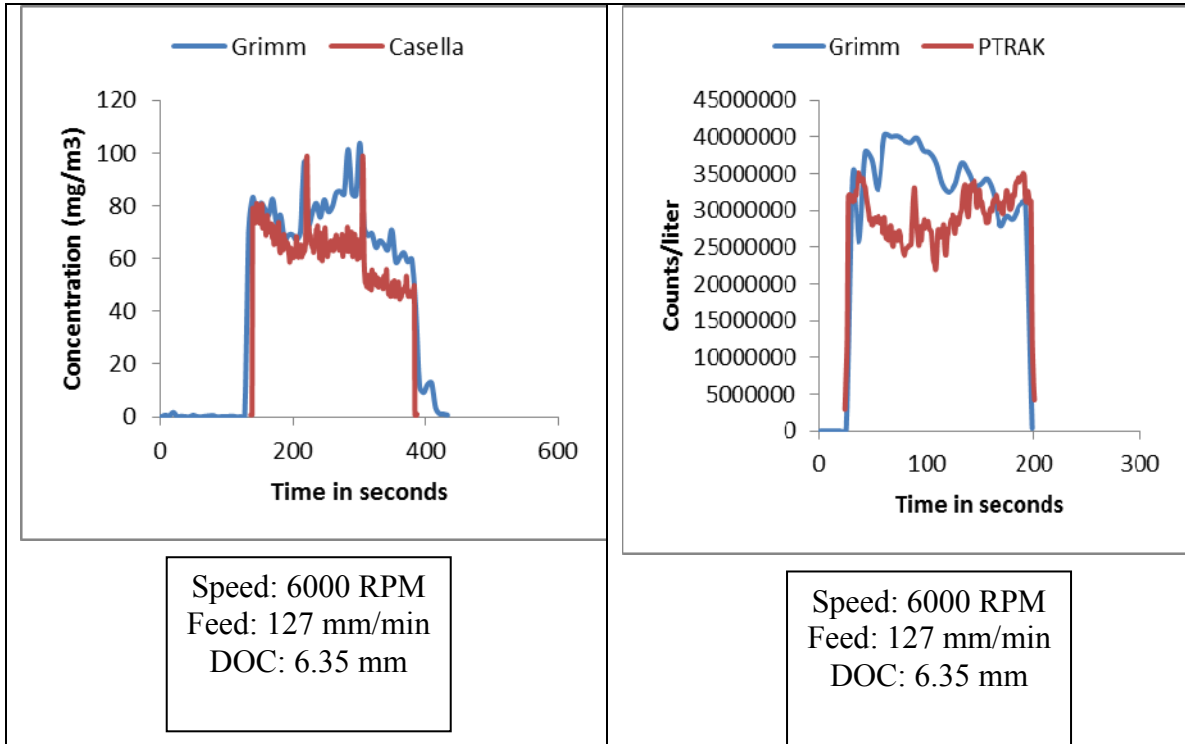 Grimm Casella
120
100
80
60
40
20
0
Concentration (mg/m3)
0 200 400 600
Time in seconds
Speed: 6000 RPM
Feed: 127 mm/min
DOC: 6.35 mm
Grimm PTRAK
45000000
40000000
35000000
30000000
25000000
20000000
15000000
10000000
5000000
0
Counts/liter
0 100 200 300
Time in seconds
Speed: 6000 RPM
Feed: 127 mm/min
DOC: 6.35 mm